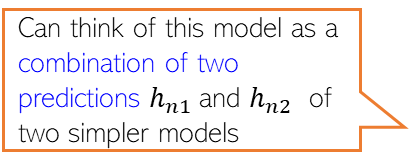 Can think of this model as a
combination of two
predictions h_{n1} and h_{n2} of
two simpler models